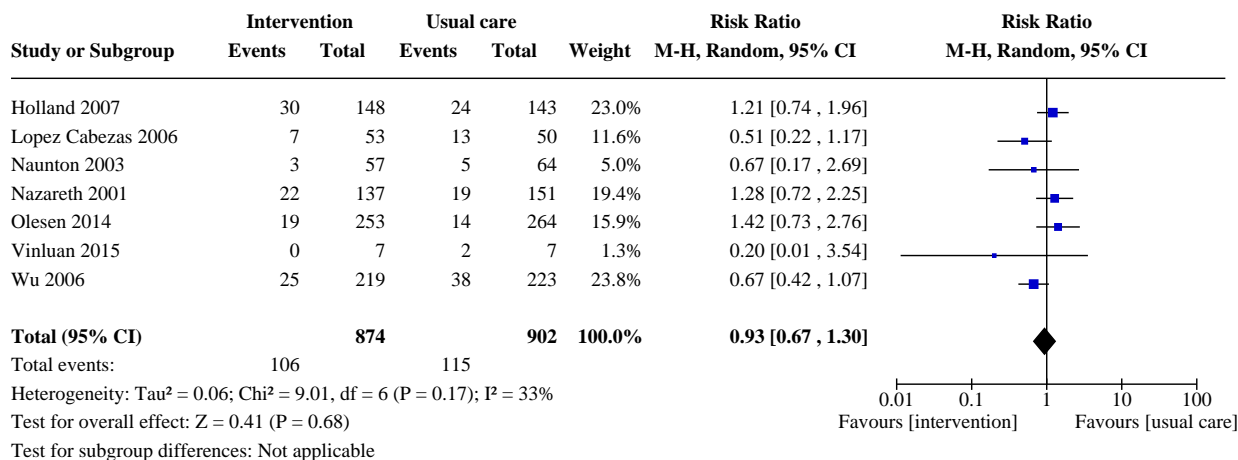 Intervention Usual care Risk Ratio Risk Ratio
Study or Subgroup Events Total Events Total Weight M-H, Random, 95% CI M-H, Random, 95% CI
Holland 2007 30 148 24 143 23.0% 1.21 [0.74 , 1.96]
Lopez Cabezas 2006 7 53 13 50 11.6% 0.51 [0.22 , 1.17]
Naunton 2003 3 57 5 64 5.0% 0.67 [0.17 , 2.69]
Nazareth 2001 22 137 19 151 19.4% 1.28 [0.72 , 2.25]
Olesen 2014 19 253 14 264 15.9% 1.42 [0.73 , 2.76]
Vinluan 2015 0 7 2 7 1.3% 0.20 [0.01 , 3.54]
Wu 2006 25 219 38 223 23.8% 0.67 [0.42 , 1.07]
Total (95% CI) 874 902 100.0% 0.93 [0.67 , 1.30]
Total events: 106 115
Heterogeneity: Tau² = 0.06; Chi² = 9.01, df = 6 (P = 0.17); I² = 33%
0.01 0.1 1 10 100
Test for overall effect: Z = 0.41 (P = 0.68)
Favours [intervention] Favours [usual care]
Test for subgroup differences: Not applicable